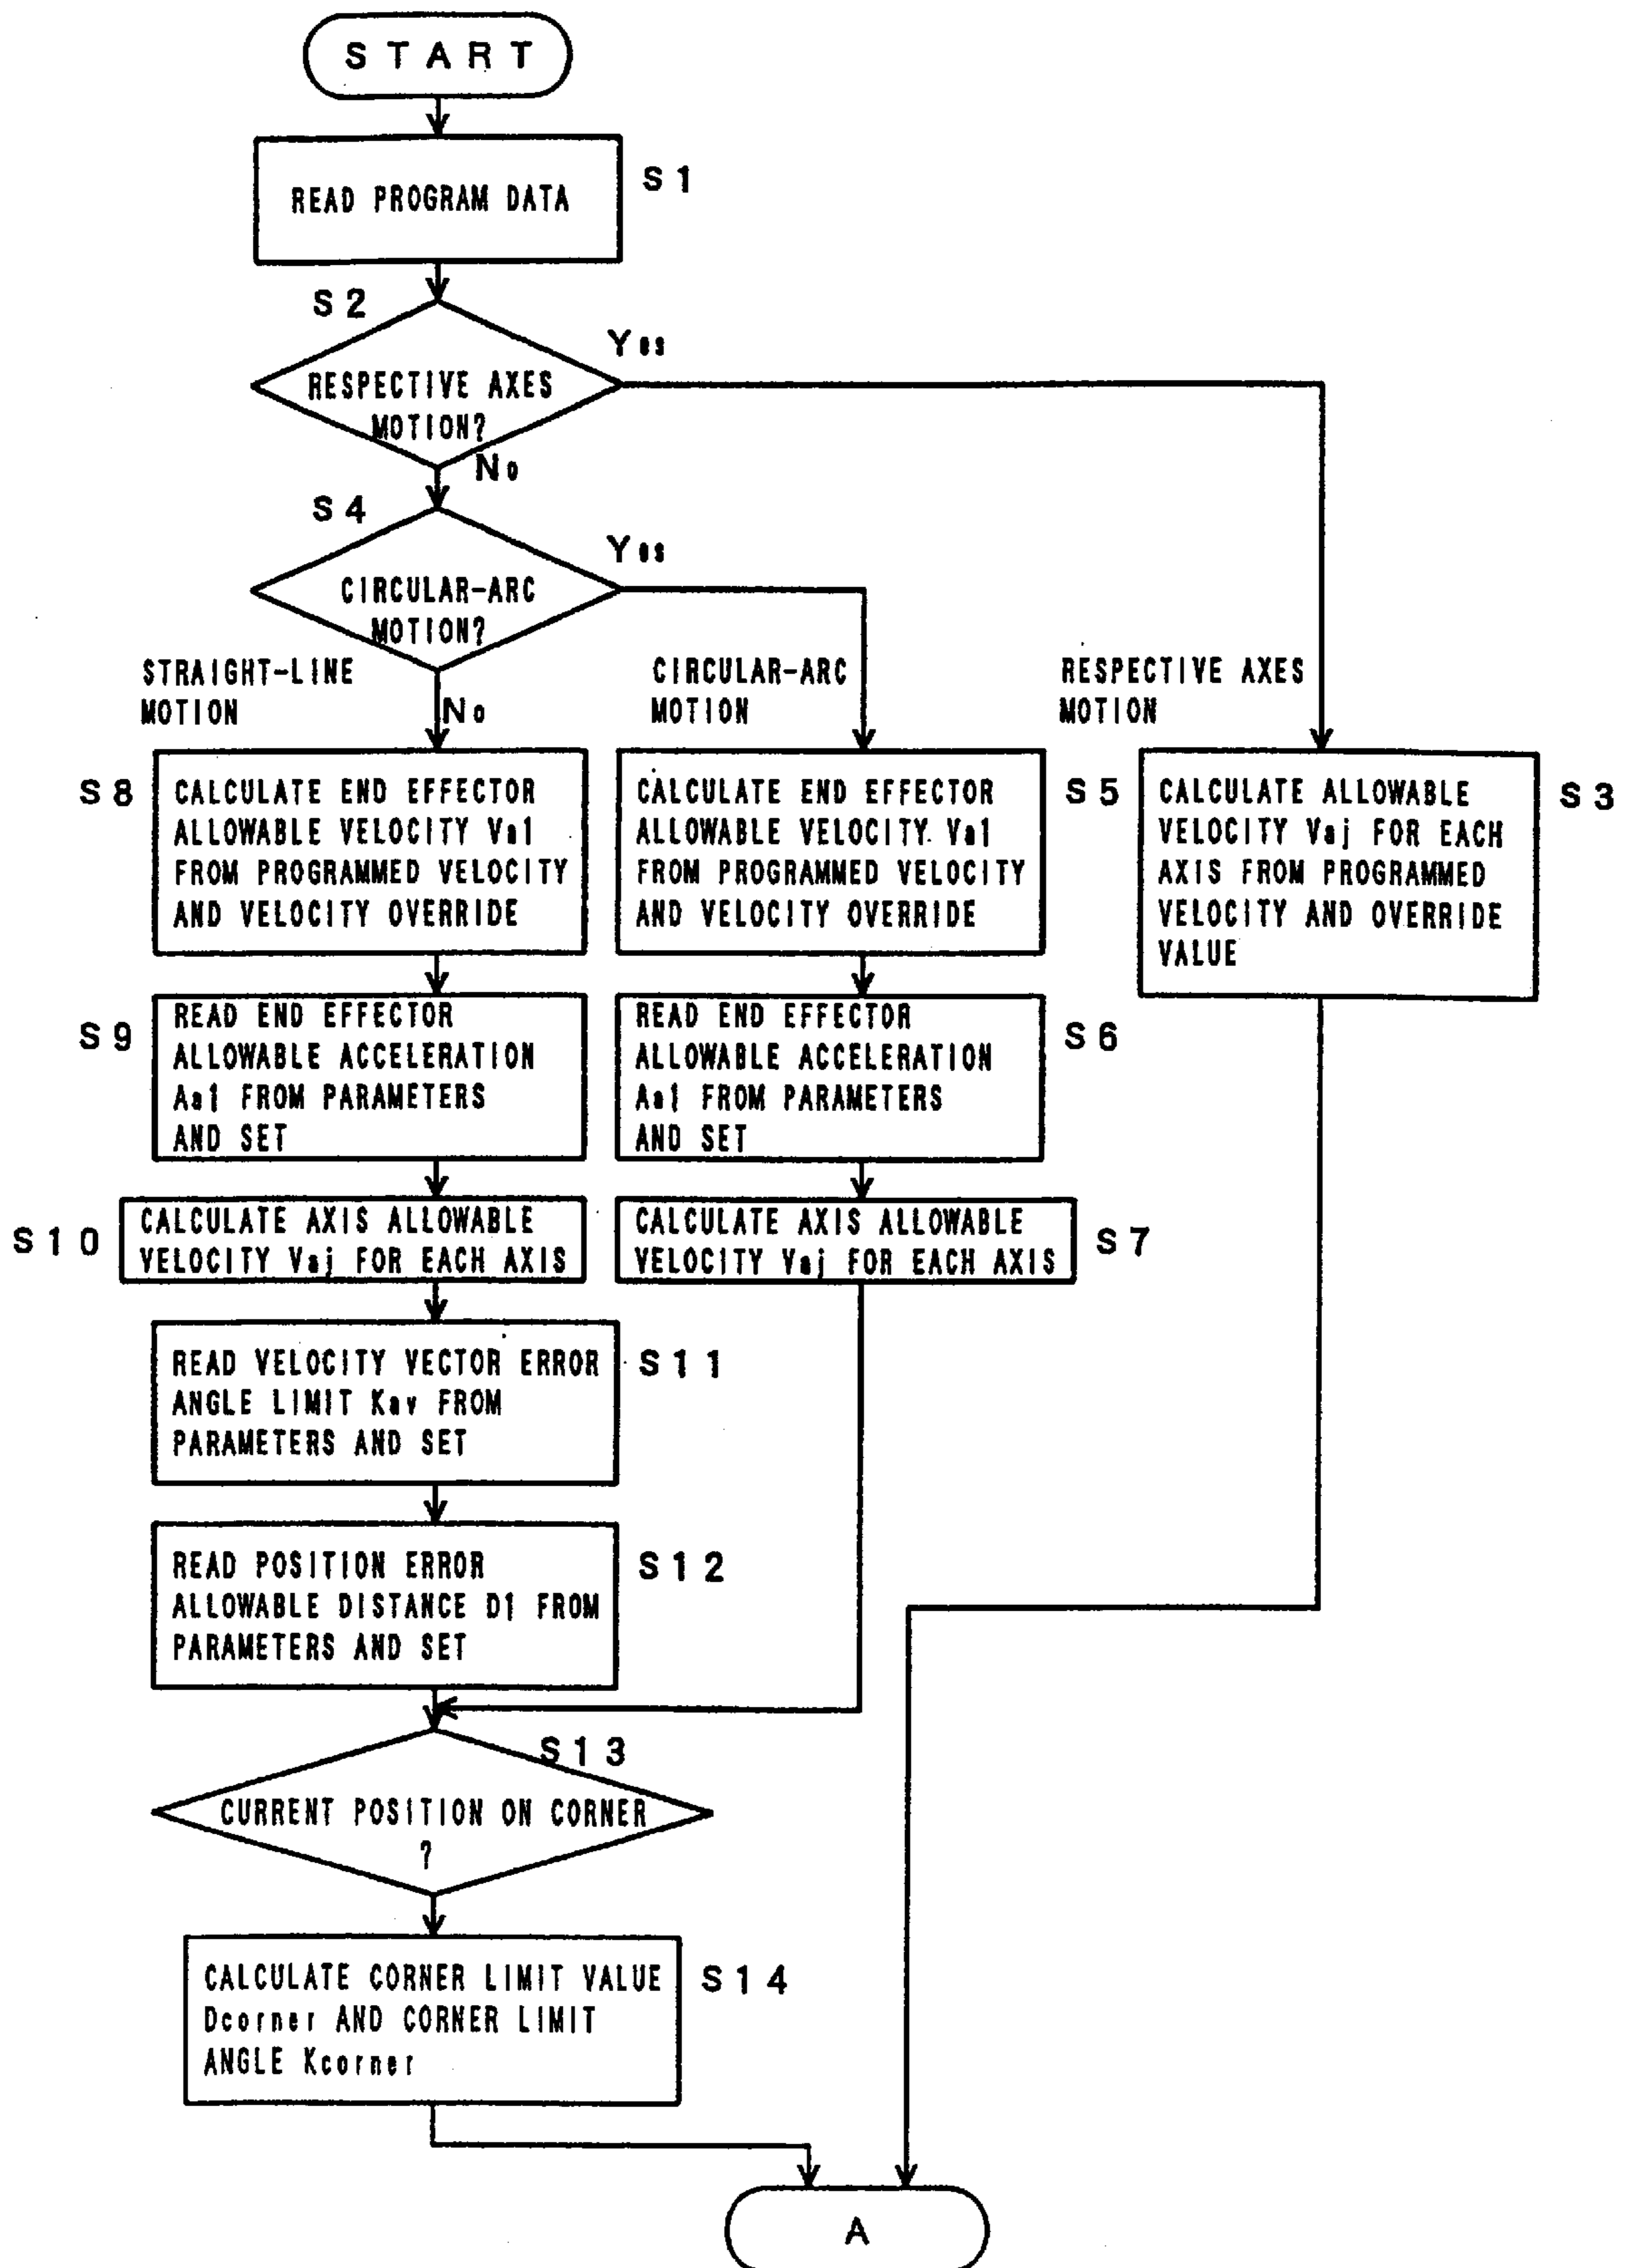 START
READ PROGRAM DATA
S1
S2
Yes
RESPECTIVE AXES
MOTION?
No
S4
Yes
CIRCULAR-ARC
MOTION?
STRAIGHT-LINE
MOTION
No
CIRCULAR-ARC
MOTION
RESPECTIVE AXES
MOTION
S8
CALCULATE END EFFECTOR
ALLOWABLE VELOCITY Va1
FROM PROGRAMMED VELOCITY
AND VELOCITY OVERRIDE
CALCULATE END EFFECTOR
ALLOWABLE VELOCITY Va1
FROM PROGRAMMED VELOCITY
AND VELOCITY OVERRIDE
S5
CALCULATE ALLOWABLE
VELOCITY Vaj FOR EACH
AXIS FROM PROGRAMMED
VELOCITY AND OVERRIDE
VALUE
S3
S9
READ END EFFECTOR
ALLOWABLE ACCELERATION
Aa1 FROM PARAMETERS
AND SET
READ END EFFECTOR
ALLOWABLE ACCELERATION
Aa1 FROM PARAMETERS
AND SET
S6
S10
CALCULATE AXIS ALLOWABLE
VELOCITY Vaj FOR EACH AXIS
CALCULATE AXIS ALLOWABLE
VELOCITY Vaj FOR EACH AXIS
S7
READ VELOCITY VECTOR ERROR
ANGLE LIMIT Kav FROM
PARAMETERS AND SET
S11
READ POSITION ERROR
ALLOWABLE DISTANCE D1 FROM
PARAMETERS AND SET
S12
S13
CURRENT POSITION ON CORNER
?
CALCULATE CORNER LIMIT VALUE
Dcorner AND CORNER LIMIT
ANGLE Kcorner
S14
A